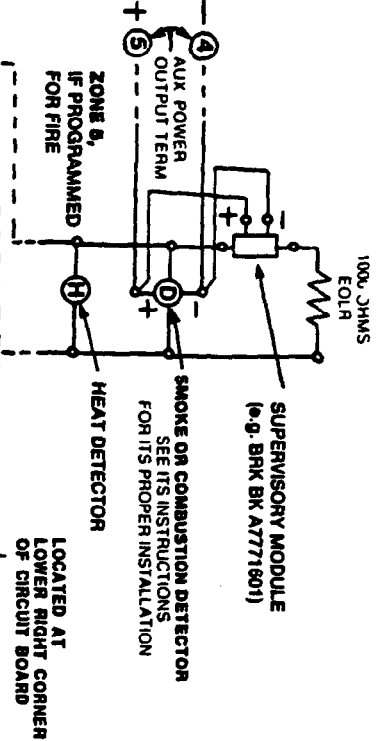 1000 OHMS
EOLR
SUPERVISORY MODULE
(e.g. BRK BK A7771601)
+ -
- 4
+ 5
AUX POWER
OUTPUT TERM
+ D -
SMOKE OR COMBUSTION DETECTOR
SEE ITS INSTRUCTIONS
FOR ITS PROPER INSTALLATION
H
HEAT DETECTOR
ZONE 8,
IF PROGRAMMED
FOR FIRE
LOCATED AT
LOWER RIGHT CORNER
OF CIRCUIT BOARD